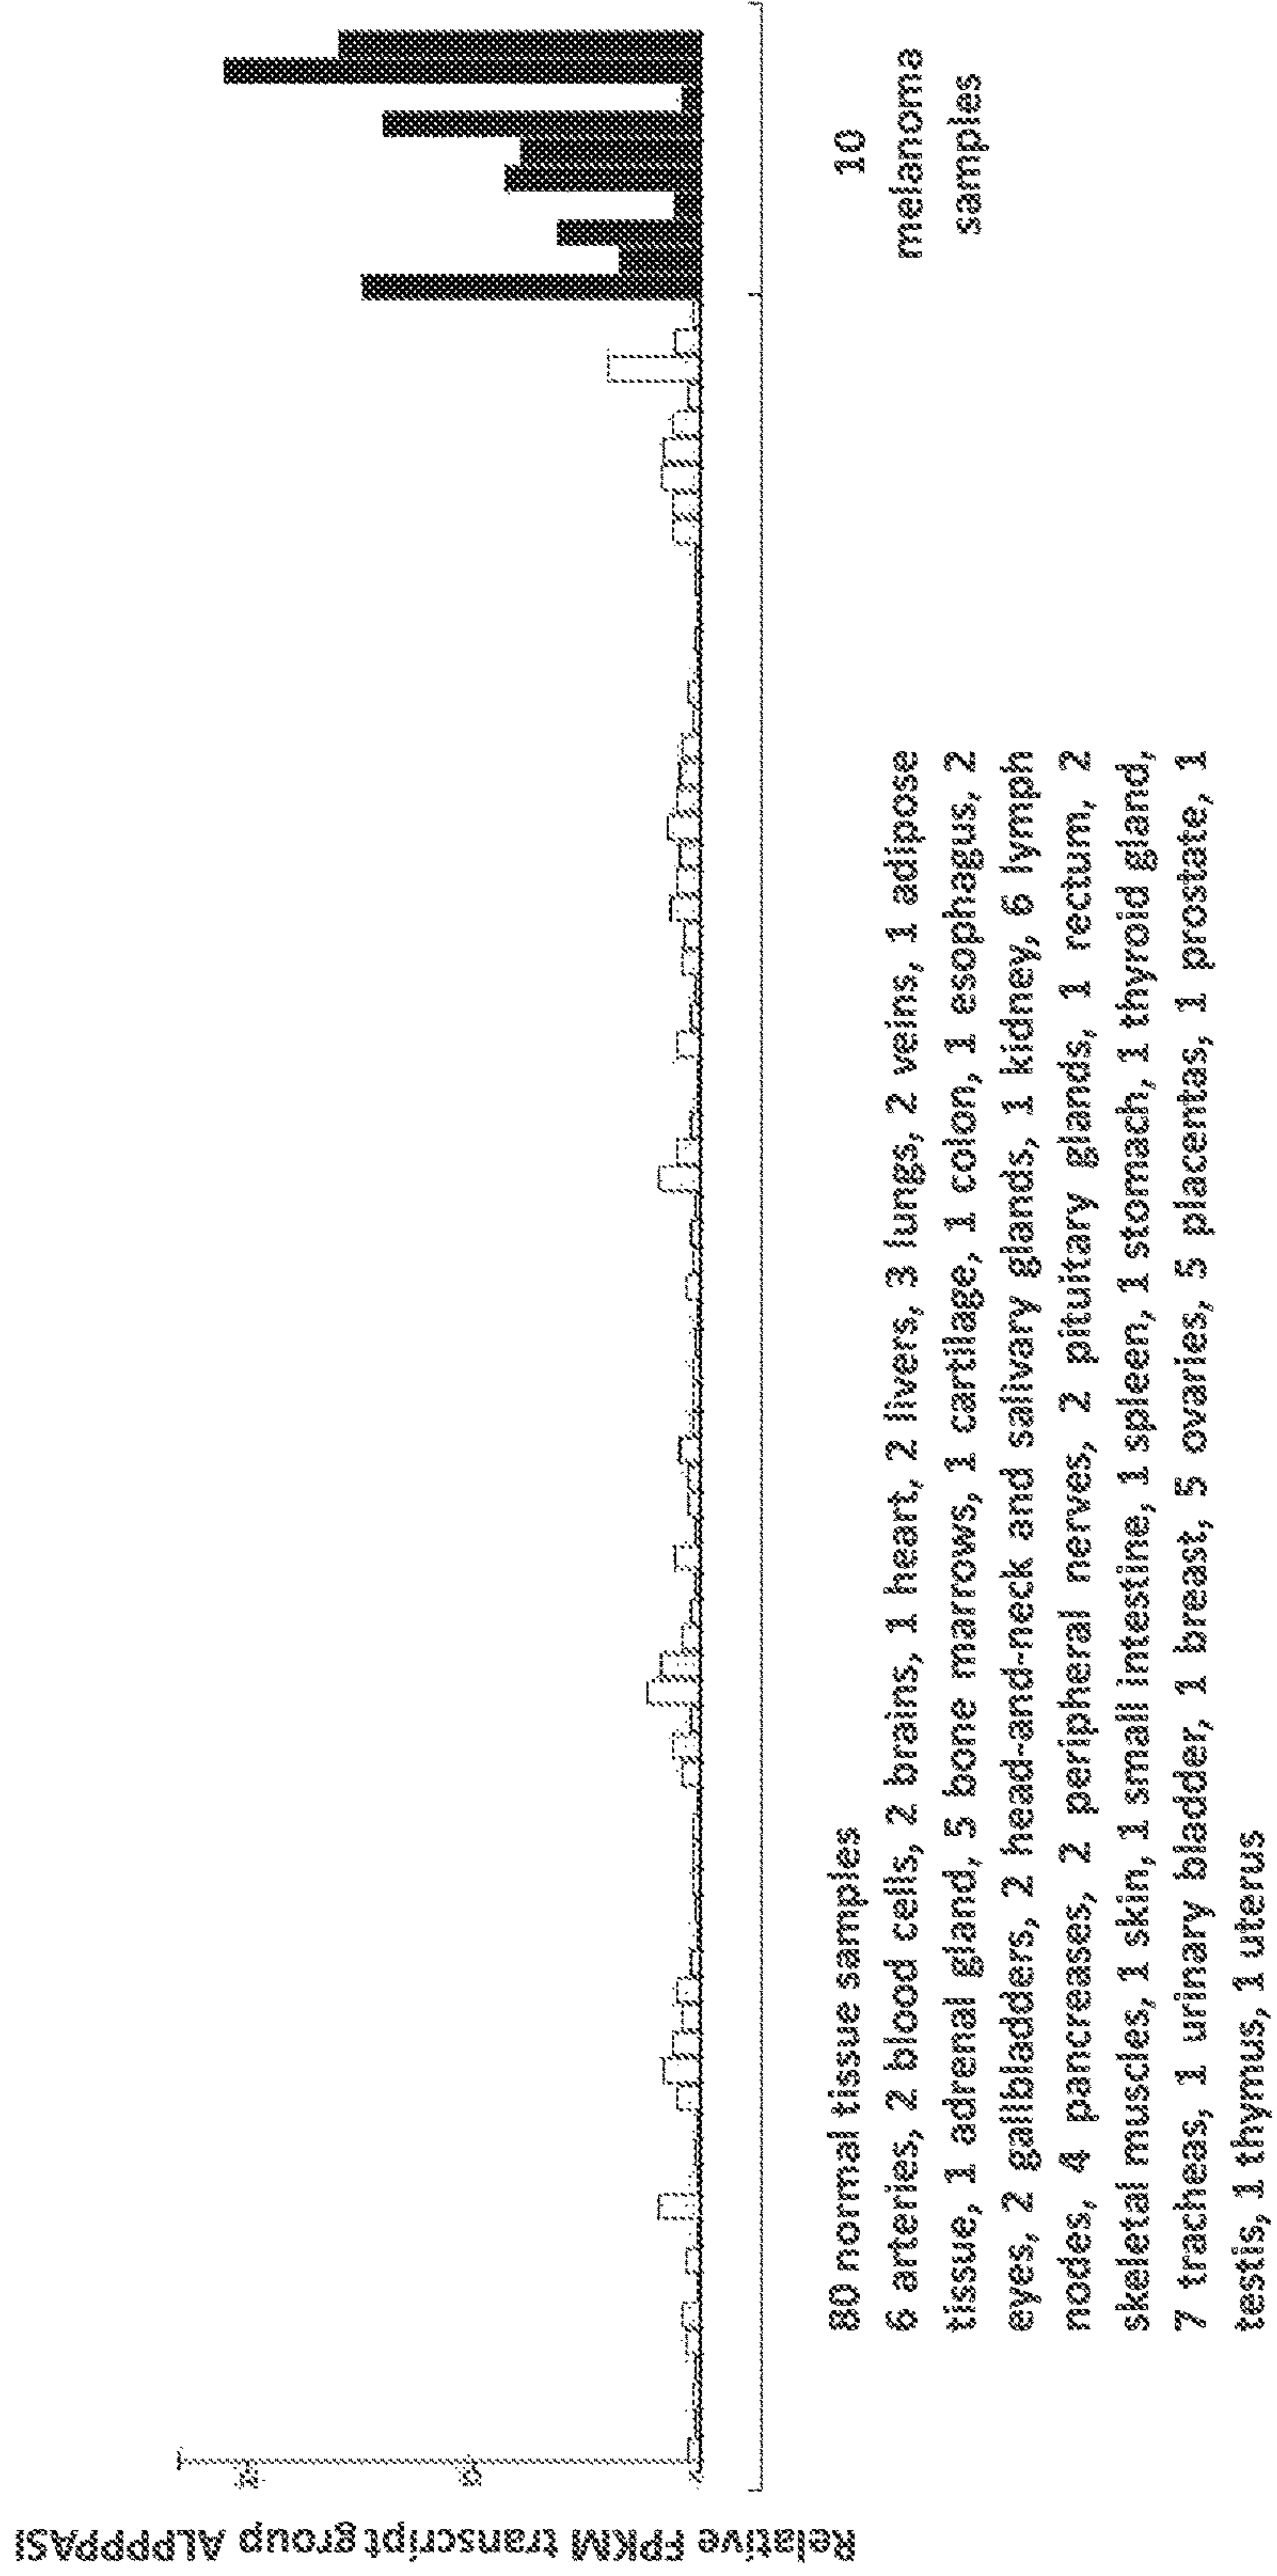 Relative FPKM transcript group ALPPPPASI
80 normal tissue samples
6 arteries, 2 blood cells, 2 brains, 1 heart, 2 livers, 3 lungs, 2 veins, 1 adipose
tissue, 1 adrenal gland, 5 bone marrows, 1 cartilage, 1 colon, 1 esophagus, 2
eyes, 2 gallbladders, 2 head-and-neck and salivary glands, 1 kidney, 6 lymph
nodes, 4 pancreases, 2 peripheral nerves, 2 pituitary glands, 1 rectum, 2
skeletal muscles, 1 skin, 1 small intestine, 1 spleen, 1 stomach, 1 thyroid gland,
7 tracheas, 1 urinary bladder, 1 breast, 5 ovaries, 5 placentas, 1 prostate, 1
testis, 1 thymus, 1 uterus
10
melanoma
samples